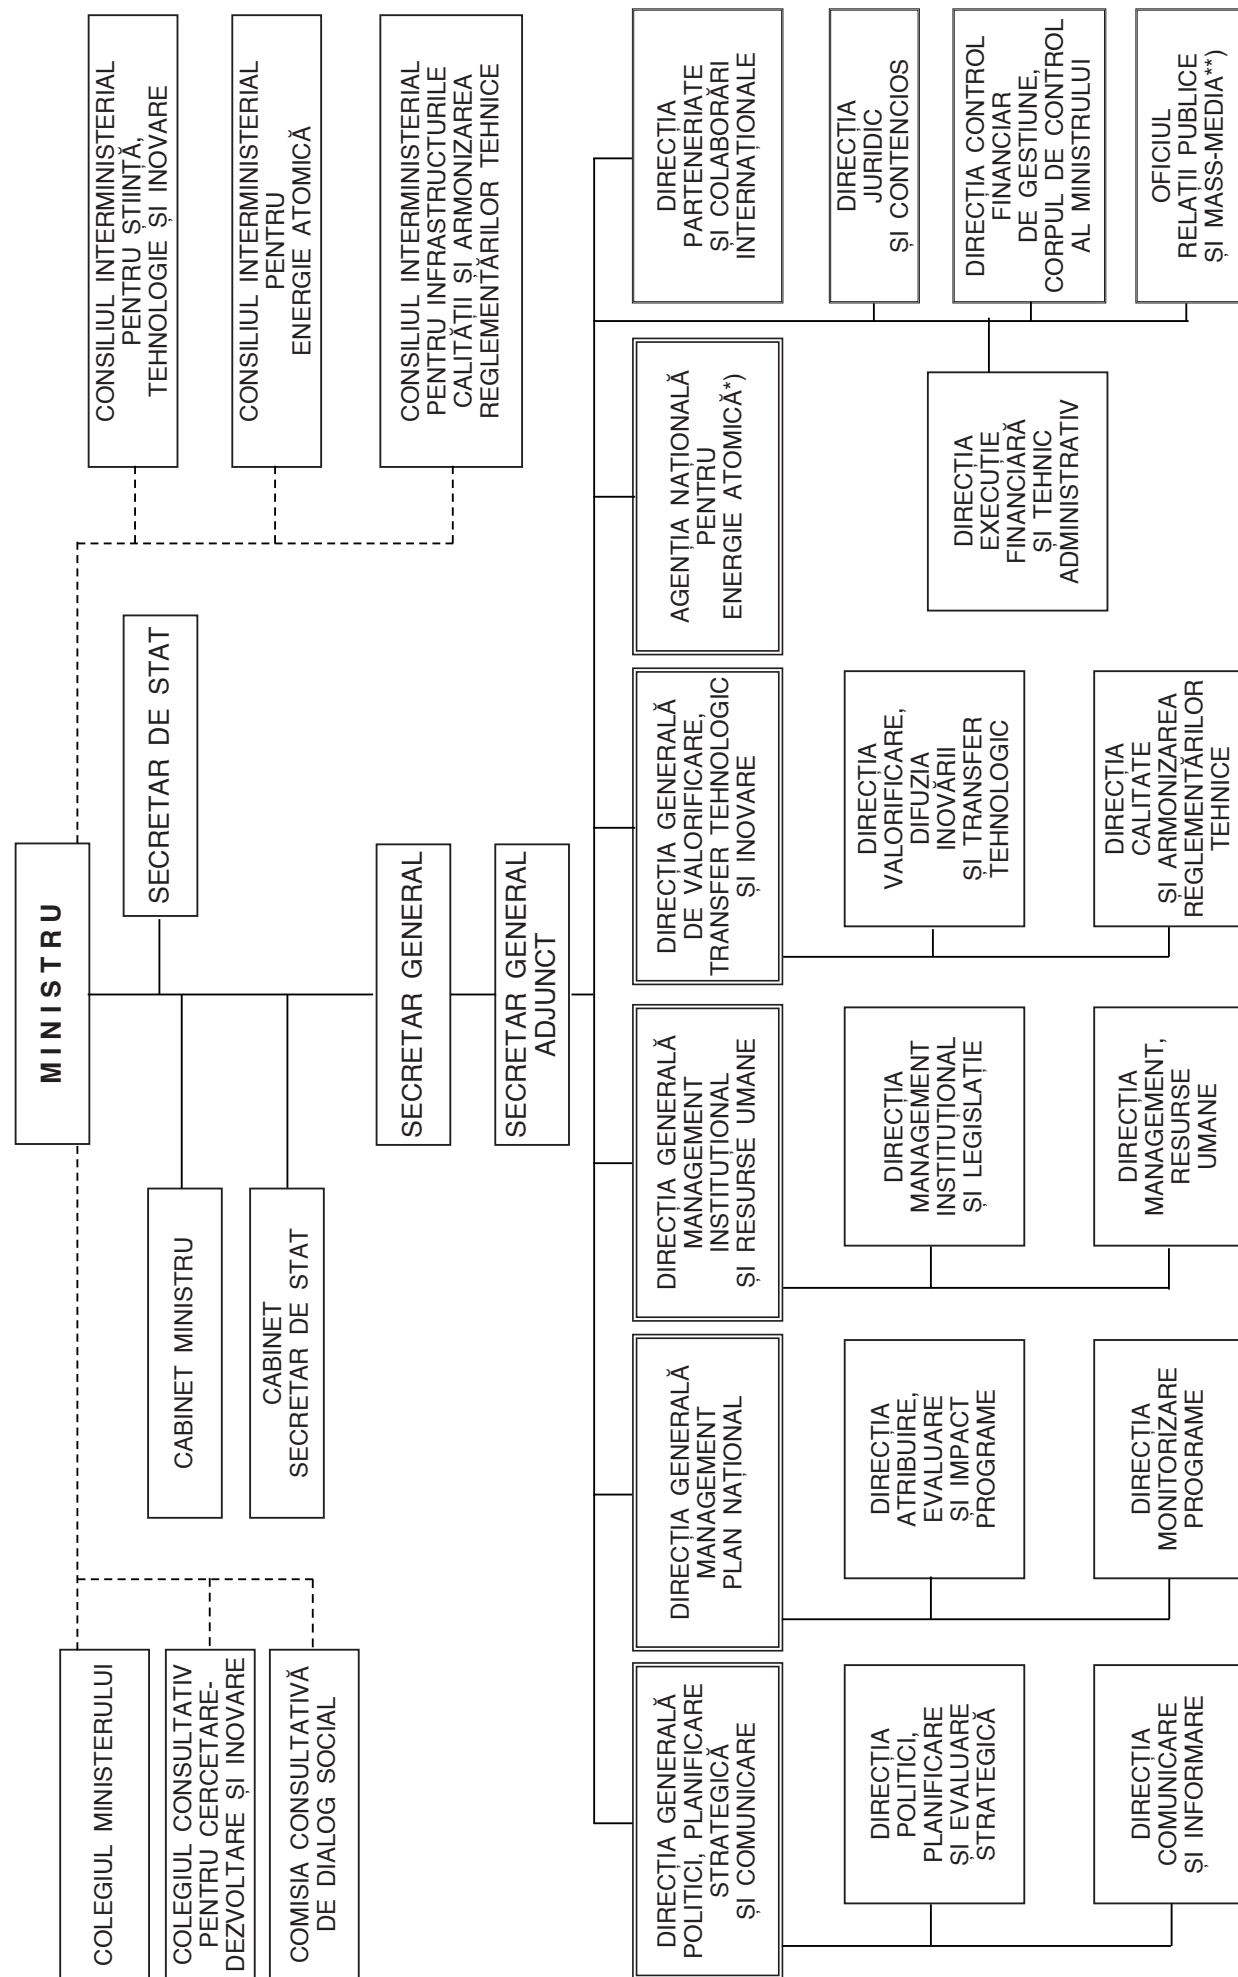 MINISTRU
COLEGIUL MINISTERULUI
COLEGIUL CONSULTATIV
PENTRU CERCETARE-
DEZVOLTARE ȘI INOVARE
COMISIA CONSULTATIVĂ
DE DIALOG SOCIAL
CABINET MINISTRU
CABINET
SECRETAR DE STAT
SECRETAR DE STAT
CONSILIUL INTERMINISTERIAL
PENTRU ȘTIINȚĂ,
TEHNOLOGIE ȘI INOVARE
CONSILIUL INTERMINISTERIAL
PENTRU
ENERGIE ATOMICĂ
CONSILIUL INTERMINISTERIAL
PENTRU INFRASTRUCTURILE
CALITĂȚII ȘI ARMONIZAREA
REGLEMENTĂRILOR TEHNICE
SECRETAR GENERAL
SECRETAR GENERAL
ADJUNCT
DIRECȚIA GENERALĂ
POLITICI, PLANIFICARE
STRATEGICĂ
ȘI COMUNICARE
DIRECȚIA GENERALĂ
MANAGEMENT
PLAN NAȚIONAL
DIRECȚIA GENERALĂ
MANAGEMENT
INSTITUȚIONAL
ȘI RESURSE UMANE
DIRECȚIA GENERALĂ
DE VALORIFICARE,
TRANSFER TEHNOLOGIC
ȘI INOVARE
AGENȚIA NAȚIONALĂ
PENTRU
ENERGIE ATOMICĂ*)
DIRECȚIA
PARTENERIATE
ȘI COLABORĂRI
INTERNAȚIONALE
DIRECȚIA
POLITICI,
PLANIFICARE
ȘI EVALUARE
STRATEGICĂ
DIRECȚIA
ATRIBUIRE,
EVALUARE
ȘI IMPACT
PROGRAME
DIRECȚIA
MANAGEMENT
INSTITUȚIONAL
ȘI LEGISLAȚIE
DIRECȚIA
VALORIFICARE,
DIFUZIA
INOVĂRII
ȘI TRANSFER
TEHNOLOGIC
DIRECȚIA
EXECUȚIE
FINANCIARĂ
ȘI TEHNIC
ADMINISTRATIV
DIRECȚIA
JURIDIC
ȘI CONTENCIOS
DIRECȚIA CONTROL
FINANCIAR
DE GESTIUNE,
CORPUL DE CONTROL
AL MINISTRULUI
DIRECȚIA
COMUNICARE
ȘI INFORMARE
DIRECȚIA
MONITORIZARE
PROGRAME
DIRECȚIA
MANAGEMENT,
RESURSE
UMANE
DIRECȚIA
CALITATE
ȘI ARMONIZAREA
REGLEMENTĂRILOR
TEHNICE
OFICIUL
RELAȚII PUBLICE
ȘI MASS-MEDIA**)